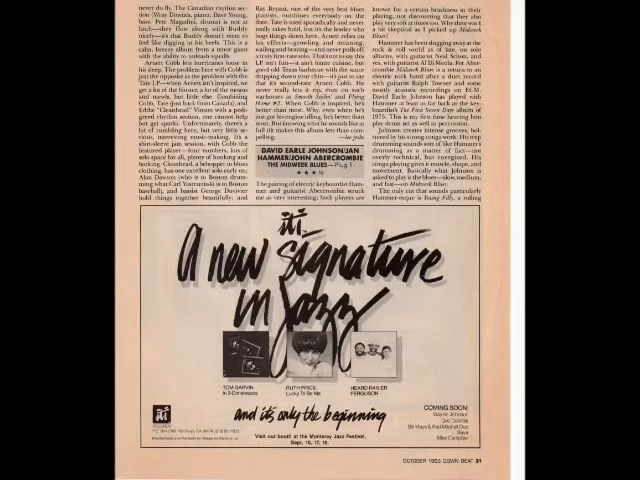 never do fly. The Canadian rhythm sec-
tion (Wray Downes, piano; Dave Young,
bass; Pete Magadini, drums) is not at
fault—they flow along with Buddy
nicely—it's that Buddy doesn't seem to
feel like digging in his heels. This is a
calm, breezy album from a tenor giant
with the ability to unleash squalls.
Arnett Cobb lets hurricanes loose in
his sleep. The problem here with Cobb is
just the opposite as the problem with the
Tate LP—when Arnett isn't inspired, we
get a lot of the bluster, a lot of the moans
and mewls, but little else. Combining
Cobb, Tate (just back from Canada), and
Eddie "Cleanhead" Vinson with a pedi-
greed rhythm section, one cannot help
but get sparks. Unfortunately, there's a
lot of rumbling here, but very little se-
rious, interesting music-making. It's a
shirt-sleeve jam session, with Cobb the
featured player—four numbers, lots of
solo space for all, plenty of honking and
barking. Cleanhead, a bebopper in blues
clothing, has one excellent solo early on;
Alan Dawson (who is to Boston drum-
ming what Carl Yastrzemski is to Boston
baseball), and bassist George Duvivier
hold things together beautifully; and
Ray Bryant, one of the very best blues
pianists, outshines everybody on the
date. Tate is used sporadically and never
really takes hold, but it's the leader who
bogs things down here. Arnett relies on
his effects—growling and moaning,
wailing and honking—and never pulls off
a truly fine-rate solo. That's not to say this
LP isn't fun—it ain't haute cuisine, but
good old Texas barbecue with the sauce
dripping down your chin—it's just to say
that it's second-rate Arnett Cobb. He
never really lets it rip, even on such
warhorses as Smooth Sailin' and Flying
Home #2. When Cobb is inspired, he's
better than most. Why, even when he's
just got his engine idling, he's better than
most. But knowing what he sounds like at
full tilt makes this album less than com-
pelling.
DAVID EARLE JOHNSON/JAN
HAMMER/JOHN ABERCROMBIE
THE MIDWEEK BLUES—Plug 1
★ ★ ★ ½
The pairing of electric keyboardist Ham-
mer and guitarist Abercrombie struck
me as very interesting; both players are
known for a certain brashness in their
playing, not discounting that they also
play very soft at times too. Why then was I
a bit skeptical as I picked up Midweek
Blues?
Hammer has been slugging away at the
rock & roll world as of late, on solo
albums, with guitarist Neal Schon, and
yes, with guitarist Al Di Meola. For Aber-
crombie Midweek Blues is a return to an
electric rock band after a duet record
with guitarist Ralph Towner and some
mostly acoustic recordings on ECM.
David Earle Johnson has played with
Hammer at least as far back as the key-
boardist's The First Seven Days album of
1975. This is my first time hearing him
play drum set as well as percussion.
Johnson creates intense grooves, bol-
stered by his strong conga work. His trap
drumming sounds sort of like Hammer's
drumming as a matter of fact—not
overly technical, but energized. His
conga playing gives it muscle, shape, and
movement. Basically what Johnson is
asked to play is the blues—slow, medium,
and fast—on Midweek Blues.
The only cut that sounds particularly
Hammer-esque is Young Filly, a rolling
iti
A new signature
in jazz
TOM GARVIN
In 3-Dimensions
RUTH PRICE
Lucky To Be Me
HEARD RANIER
FERGUSON
and it's only the beginning
iti
RECORDS
Visit our booth at the Monterey Jazz Festival,
Sept. 16, 17, 18.
COMING SOON:
Wayne Johnson
Duo Doo'da
Bill Mays & Red Mitchell Duo
Baya
Mike Campbell
OCTOBER 1983 DOWN BEAT 31